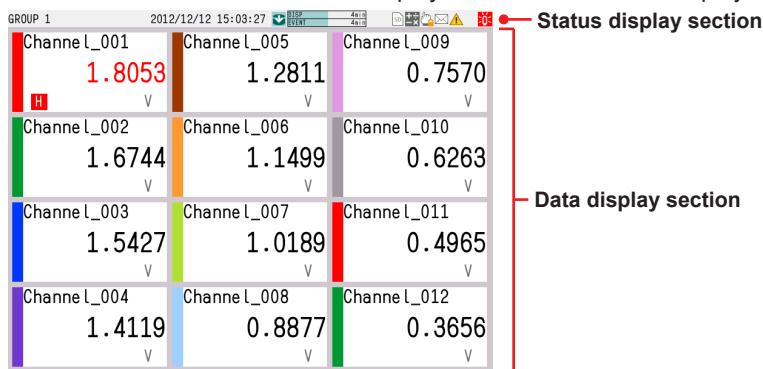 GROUP 1 2012/12/12 15:03:27 DISP 4min SD Status display section
EVENT 4min
Channel_001 Channel_005 Channel_009
1.8053 1.2811 0.7570
H V V V
Channel_002 Channel_006 Channel_010
1.6744 1.1499 0.6263
V V V
Channel_003 Channel_007 Channel_011
Data display section
1.5427 1.0189 0.4965
V V V
Channel_004 Channel_008 Channel_012
1.4119 0.8877 0.3656
V V V